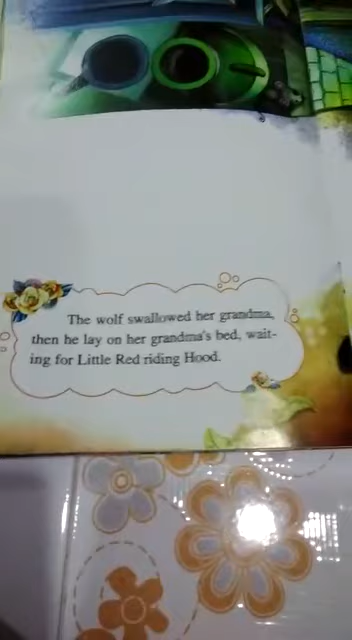 The wolf swallowed her grandma,
then he lay on her grandma's bed, wait-
ing for Little Red riding Hood.